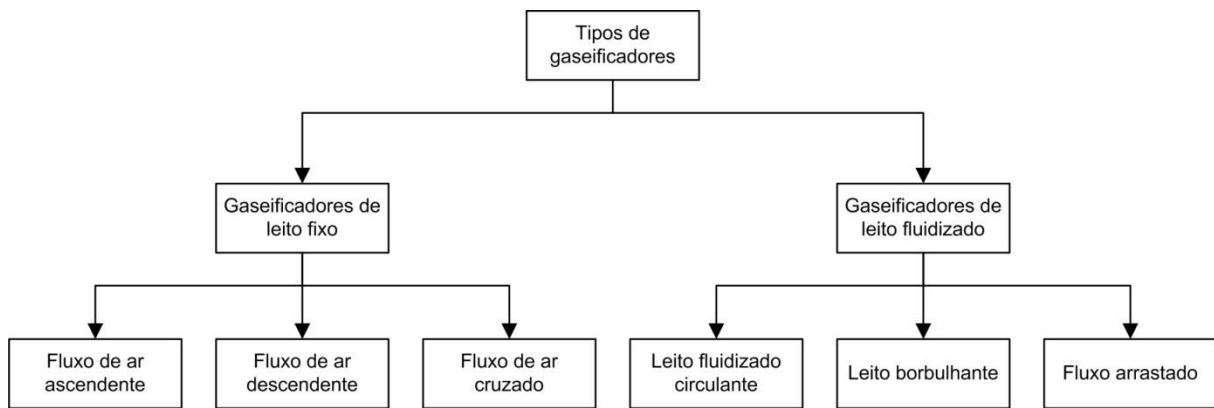 Tipos de
gaseificadores
Gaseificadores de
leito fixo
Gaseificadores de
leito fluidizado
Fluxo de ar
ascendente
Fluxo de ar
descendente
Fluxo de ar
cruzado
Leito fluidizado
circulante
Leito borbulhante
Fluxo arrastado